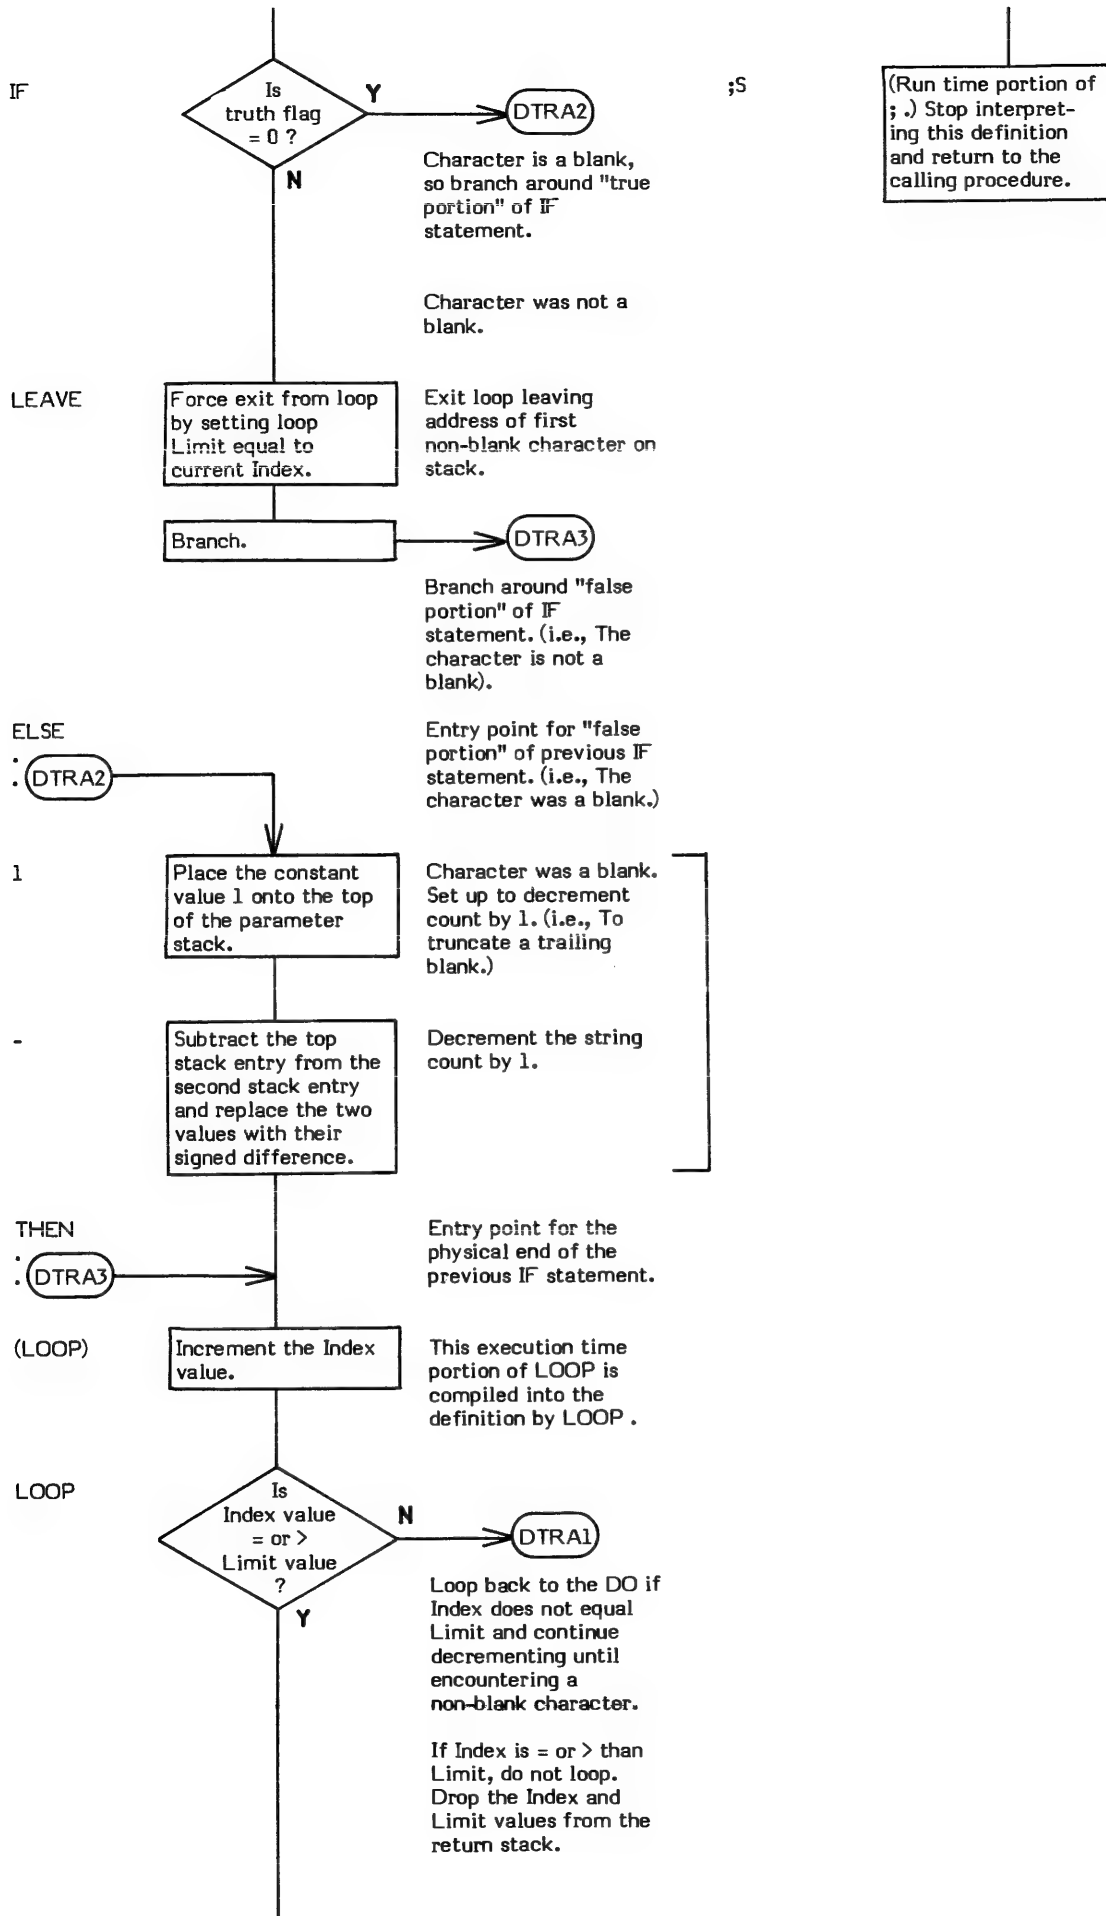 IF
Is
truth flag
= 0 ?
Y
N
DTRA2
Character is a blank,
so branch around "true
portion" of IF
statement.
Character was not a
blank.
LEAVE
Force exit from loop
by setting loop
Limit equal to
current Index.
Exit loop leaving
address of first
non-blank character on
stack.
Branch.
DTRA3
Branch around "false
portion" of IF
statement. (i.e., The
character is not a
blank).
ELSE
: DTRA2
Entry point for "false
portion" of previous IF
statement. (i.e., The
character was a blank.)
1
Place the constant
value 1 onto the top
of the parameter
stack.
Character was a blank.
Set up to decrement
count by 1. (i.e., To
truncate a trailing
blank.)
-
Subtract the top
stack entry from the
second stack entry
and replace the two
values with their
signed difference.
Decrement the string
count by 1.
THEN
: DTRA3
Entry point for the
physical end of the
previous IF statement.
(LOOP)
Increment the Index
value.
This execution time
portion of LOOP is
compiled into the
definition by LOOP .
LOOP
Is
Index value
= or >
Limit value
?
N
Y
DTRA1
Loop back to the DO if
Index does not equal
Limit and continue
decrementing until
encountering a
non-blank character.
If Index is = or > than
Limit, do not loop.
Drop the Index and
Limit values from the
return stack.
;S
(Run time portion of
; .) Stop interpret-
ing this definition
and return to the
calling procedure.